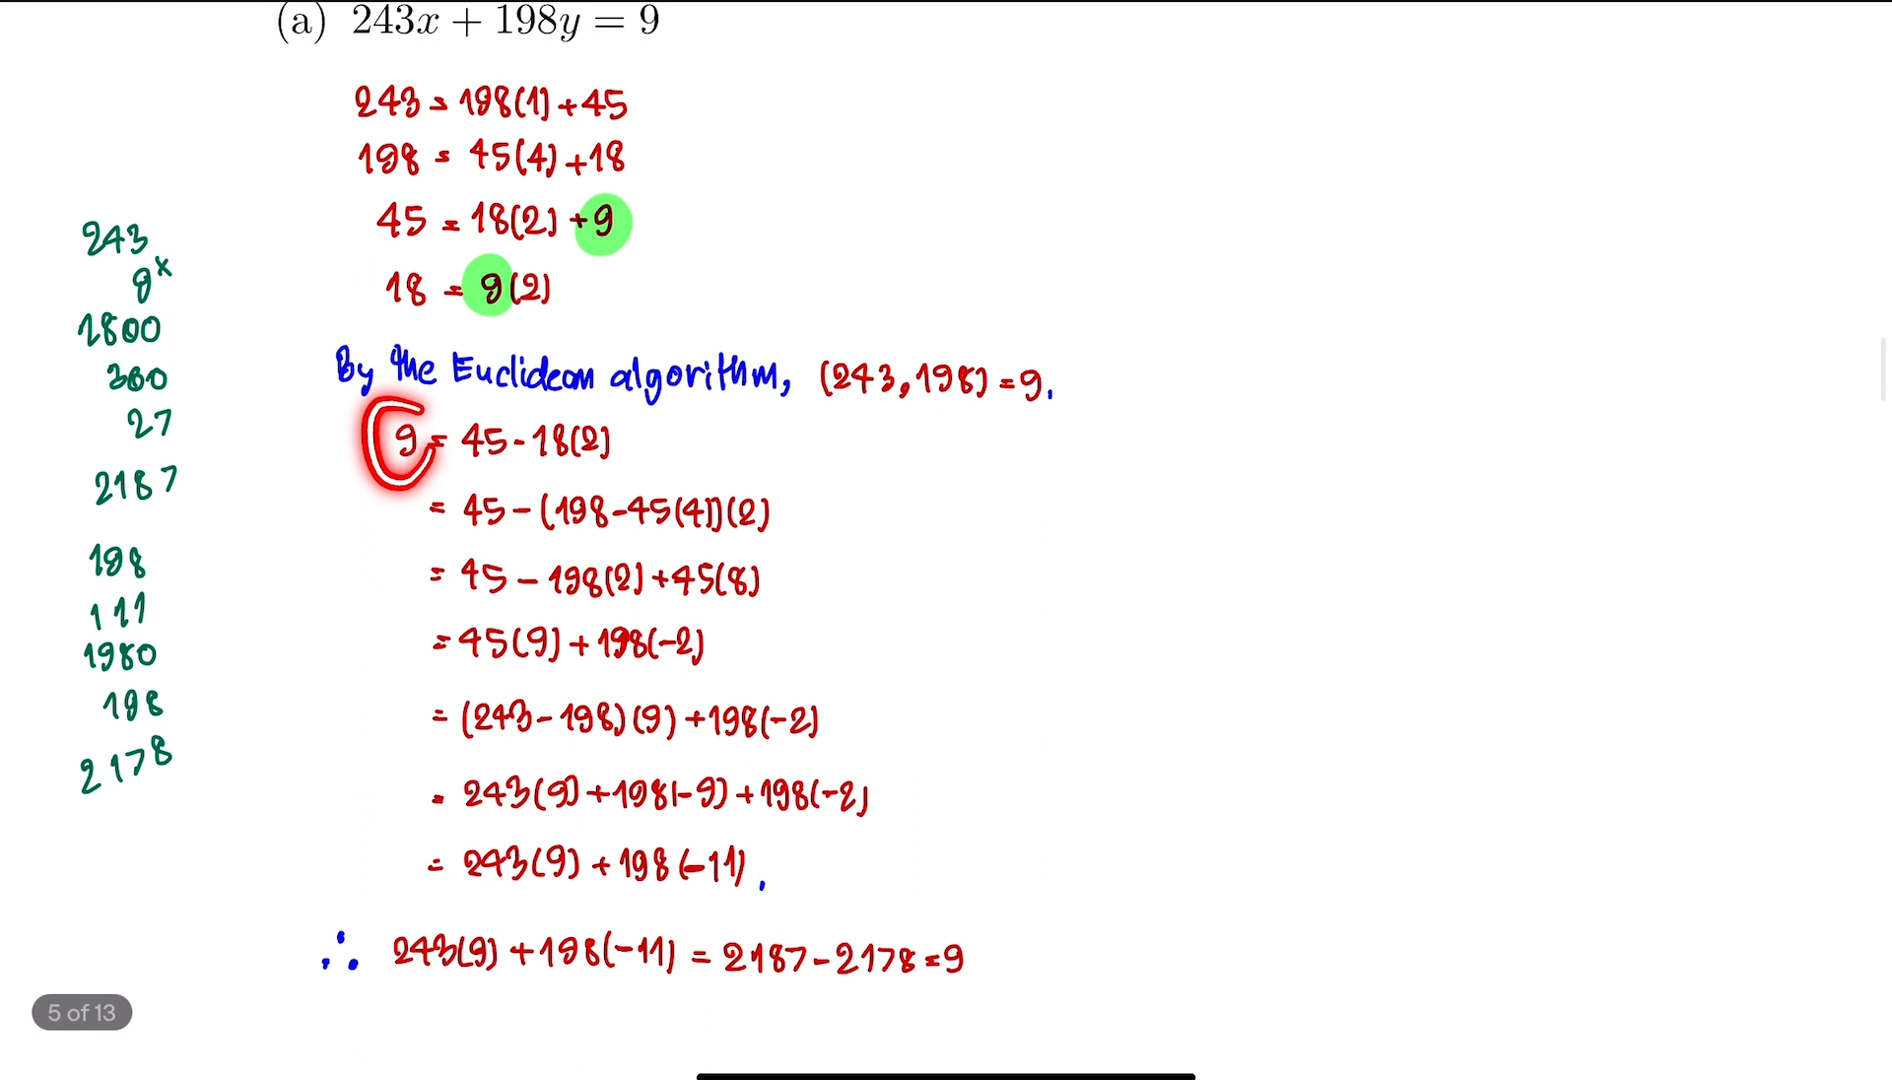 (a) 243x + 198y = 9
243 = 198(1) + 45
198 = 45(4) + 18
45 = 18(2) + 9
18 = 9(2)
By the Euclidean algorithm, (243, 198) = 9.
9 = 45 - 18(2)
= 45 - (198 - 45(4))(2)
= 45 - 198(2) + 45(8)
= 45(9) + 198(-2)
= (243 - 198)(9) + 198(-2)
= 243(9) + 198(-9) + 198(-2)
= 243(9) + 198(-11),
∴ 243(9) + 198(-11) = 2187 - 2178 = 9
243
9 x
1800
360
27
2187
198
11
1980
198
2178
5 of 13